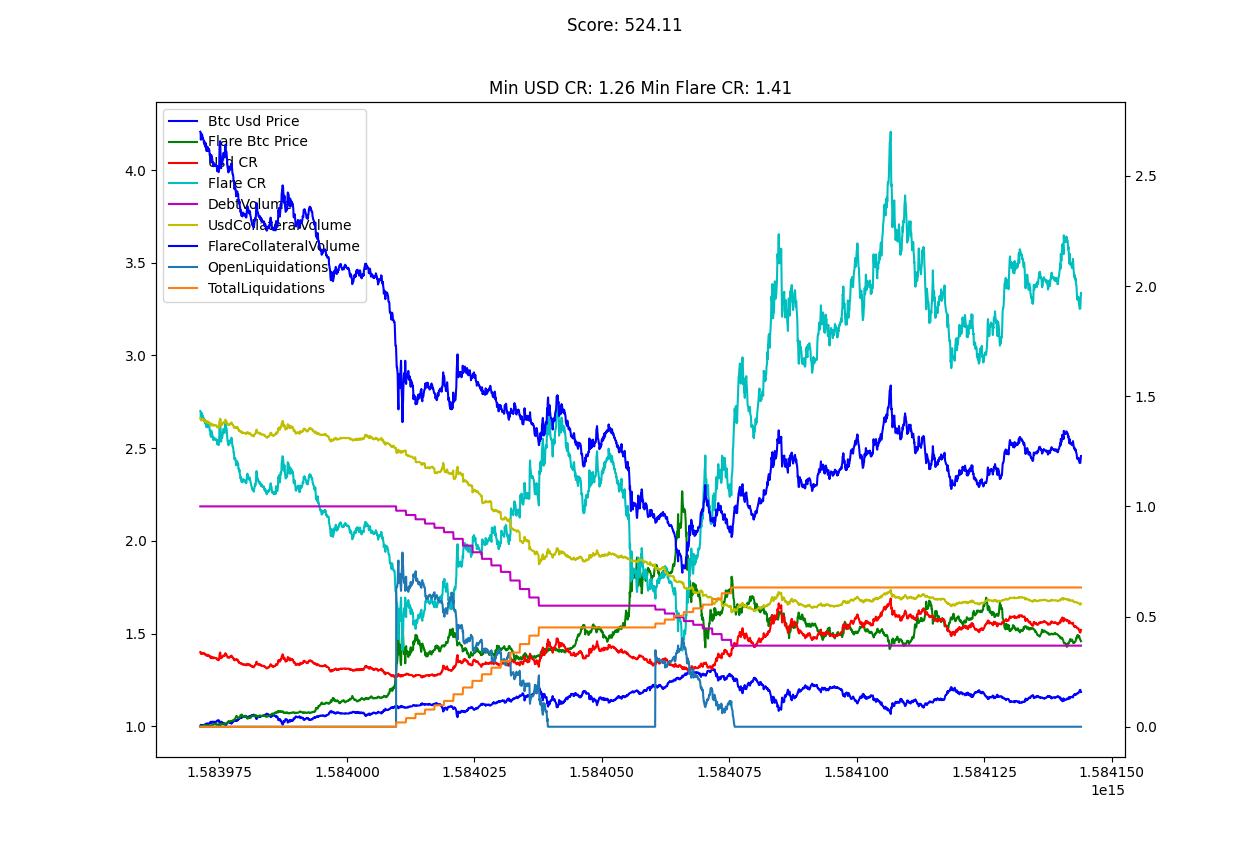 Score: 524.11
Min USD CR: 1.26 Min Flare CR: 1.41
Btc Usd Price
Flare Btc Price
Usd CR
Flare CR
DebtVolume
UsdCollateralVolume
FlareCollateralVolume
OpenLiquidations
TotalLiquidations
4.0
3.5
3.0
2.5
2.0
1.5
1.0
2.5
2.0
1.5
1.0
0.5
0.0
1.583975 1.584000 1.584025 1.584050 1.584075 1.584100 1.584125 1.584150
1e15